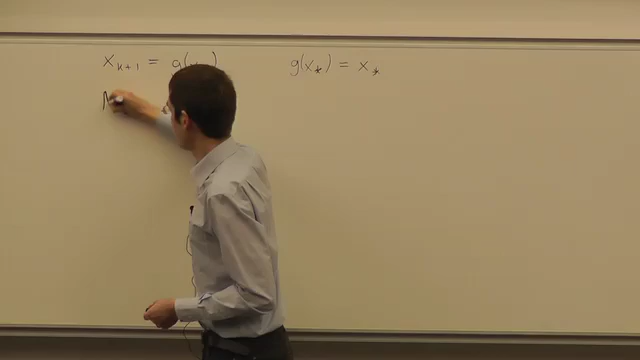 x_{k+1} = g(
g(x_*) = x_*